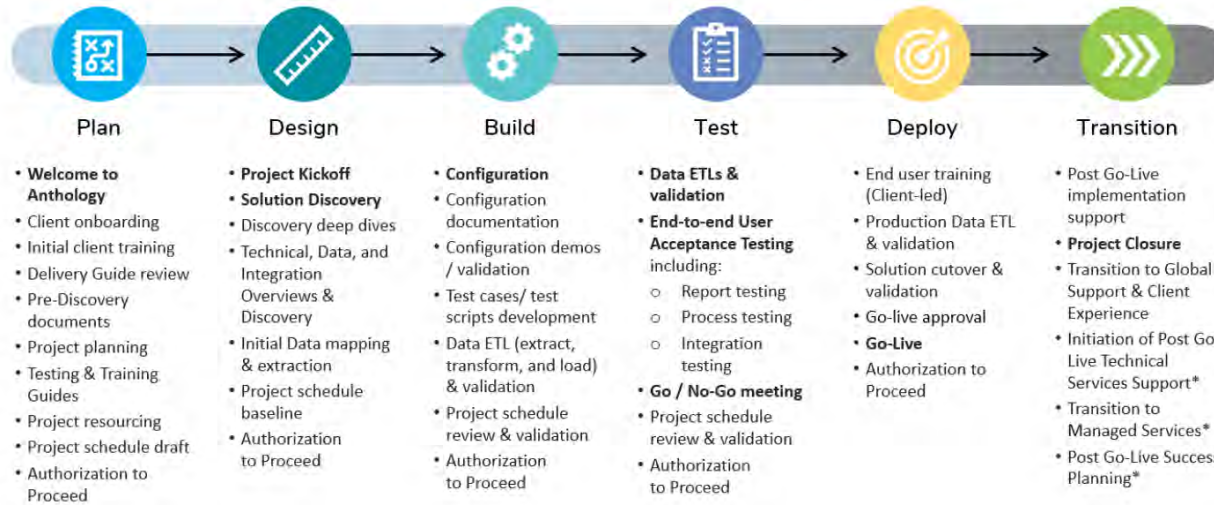 Plan
Design
Build
Test
Deploy
Transition
• Welcome to
Anthology
• Client onboarding
• Initial client training
• Delivery Guide review
• Pre-Discovery
documents
• Project planning
• Testing & Training
Guides
• Project resourcing
• Project schedule draft
• Authorization to
Proceed
• Project Kickoff
• Solution Discovery
• Discovery deep dives
• Technical, Data, and
Integration
Overviews &
Discovery
• Initial Data mapping
& extraction
• Project schedule
baseline
• Authorization
to Proceed
• Configuration
• Configuration
documentation
• Configuration demos
/ validation
• Test cases/ test
scripts development
• Data ETL (extract,
transform, and load)
& validation
• Project schedule
review & validation
• Authorization
to Proceed
• Data ETLs &
validation
• End-to-end User
Acceptance Testing
including:
o Report testing
o Process testing
o Integration
testing
• Go / No-Go meeting
• Project schedule
review & validation
• Authorization
to Proceed
• End user training
(Client-led)
• Production Data ETL
& validation
• Solution cutover &
validation
• Go-live approval
• Go-Live
• Authorization to
Proceed
• Post Go-Live
implementation
support
• Project Closure
• Transition to Global
Support & Client
Experience
• Initiation of Post Go
Live Technical
Services Support*
• Transition to
Managed Services*
• Post Go-Live Success
Planning*